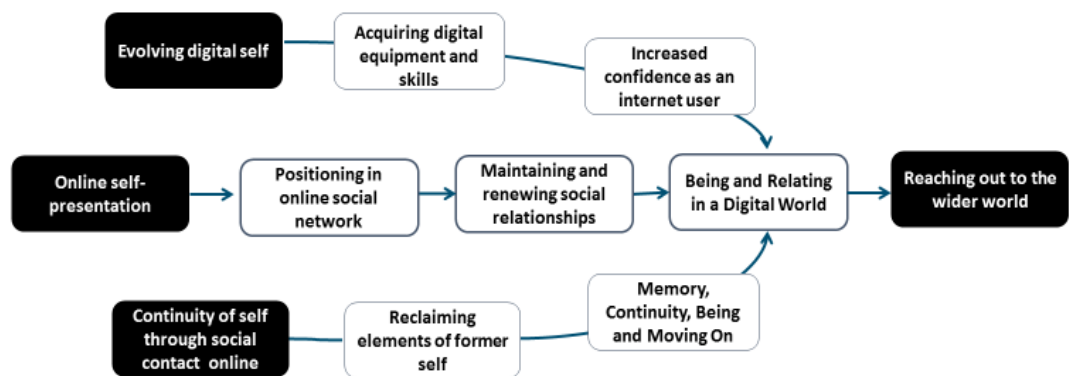 Evolving digital self
Acquiring digital
equipment and
skills
Increased
confidence as an
internet user
Online self-
presentation
Positioning in
online social
network
Maintaining and
renewing social
relationships
Being and Relating
in a Digital World
Reaching out to the
wider world
Continuity of self
through social
contact online
Reclaiming
elements of former
self
Memory,
Continuity, Being
and Moving On